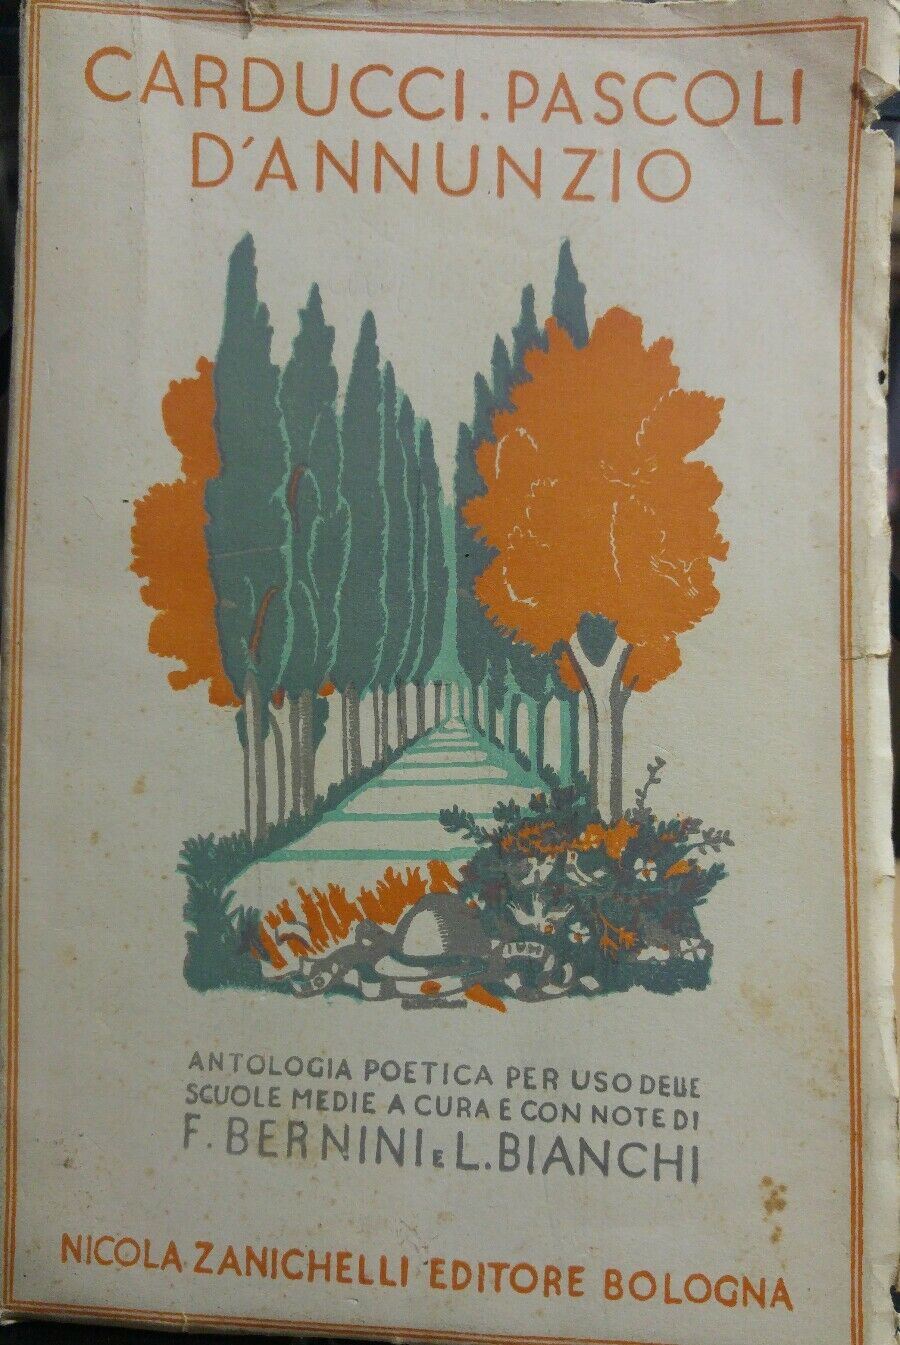 CARDUCCI. PASCOLI
D'ANNUNZIO
ANTOLOGIA POETICA PER USO DELLE
SCUOLE MEDIE A CURA E CON NOTE DI
F. BERNINI E L. BIANCHI
NICOLA ZANICHELLI EDITORE BOLOGNA